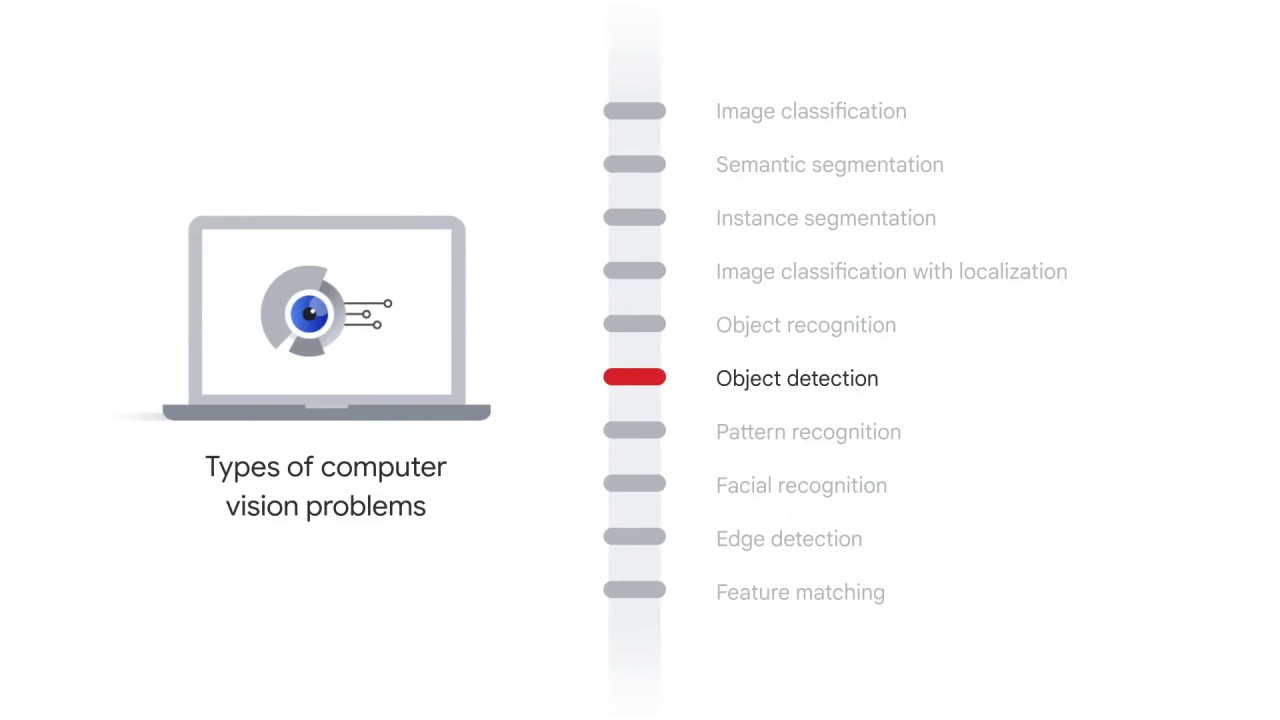 Types of computer
vision problems
Image classification
Semantic segmentation
Instance segmentation
Image classification with localization
Object recognition
Object detection
Pattern recognition
Facial recognition
Edge detection
Feature matching